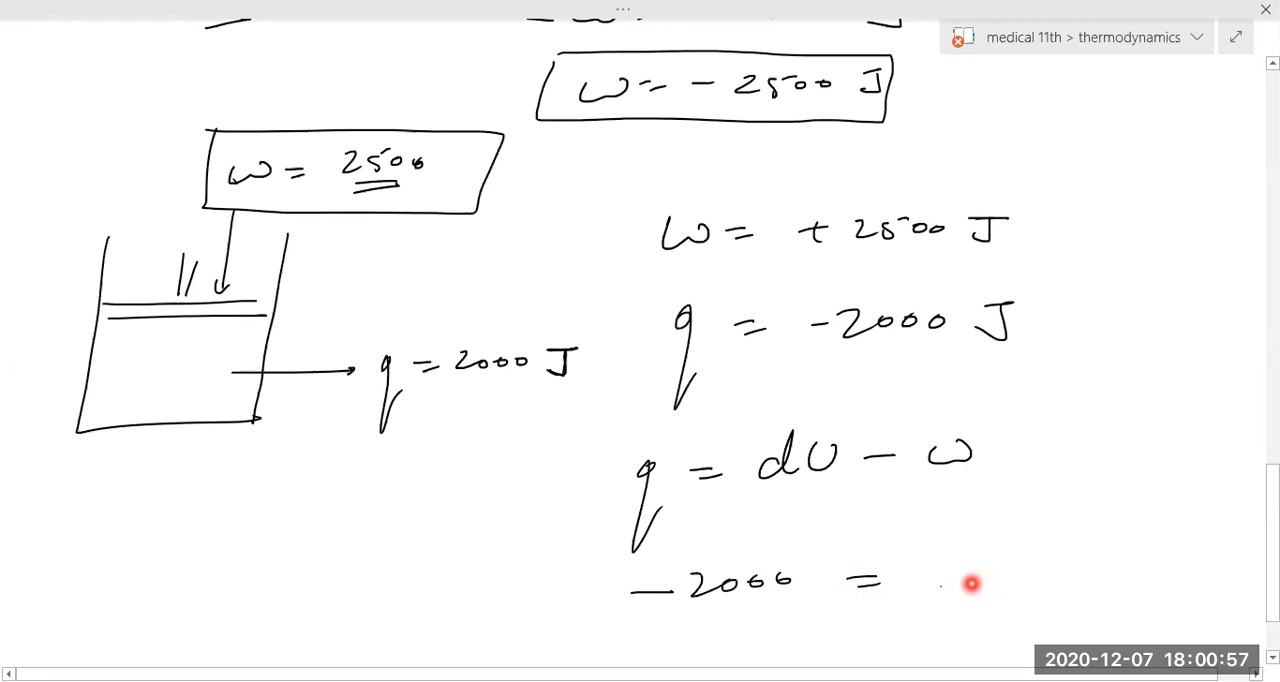 medical 11th > thermodynamics
ω = - 2500 J
ω = 2500
ω = + 2500 J
q = -2000 J
q = 2000 J
q = dU - ω
- 2000 =
2020-12-07 18:00:57